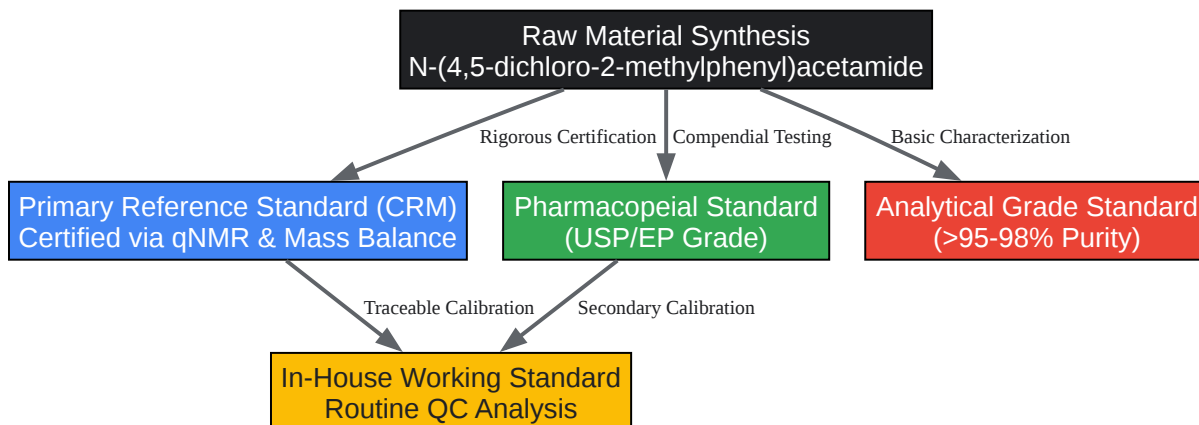 Raw Material Synthesis
N-(4,5-dichloro-2-methylphenyl)acetamide
Rigorous Certification
Compendial Testing
Basic Characterization
Primary Reference Standard (CRM)
Certified via qNMR & Mass Balance
Pharmacopeial Standard
(USP/EP Grade)
Analytical Grade Standard
(>95-98% Purity)
Traceable Calibration
Secondary Calibration
In-House Working Standard
Routine QC Analysis